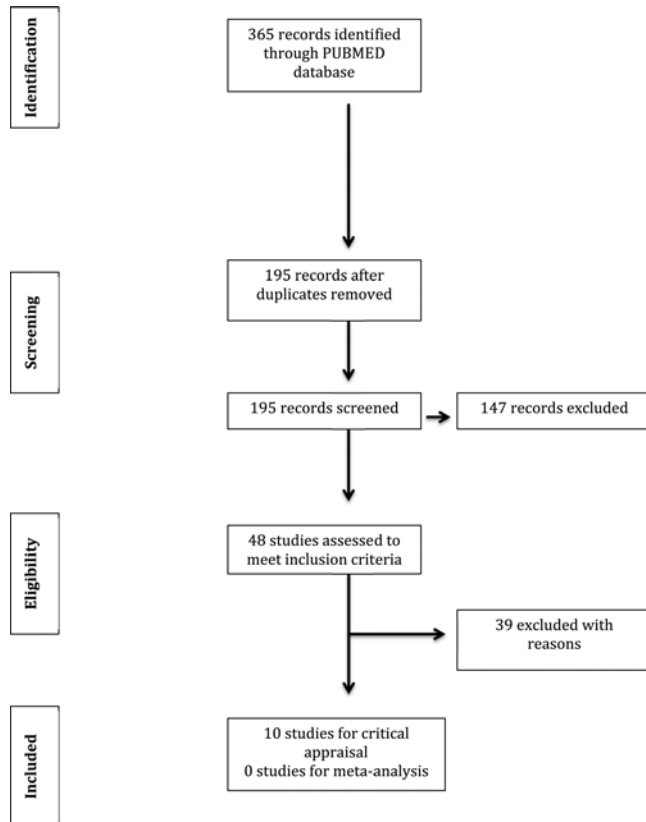 Identification
365 records identified
through PUBMED
database
Screening
195 records after
duplicates removed
195 records screened
147 records excluded
Eligibility
48 studies assessed to
meet inclusion criteria
39 excluded with
reasons
Included
10 studies for critical
appraisal
0 studies for meta-analysis